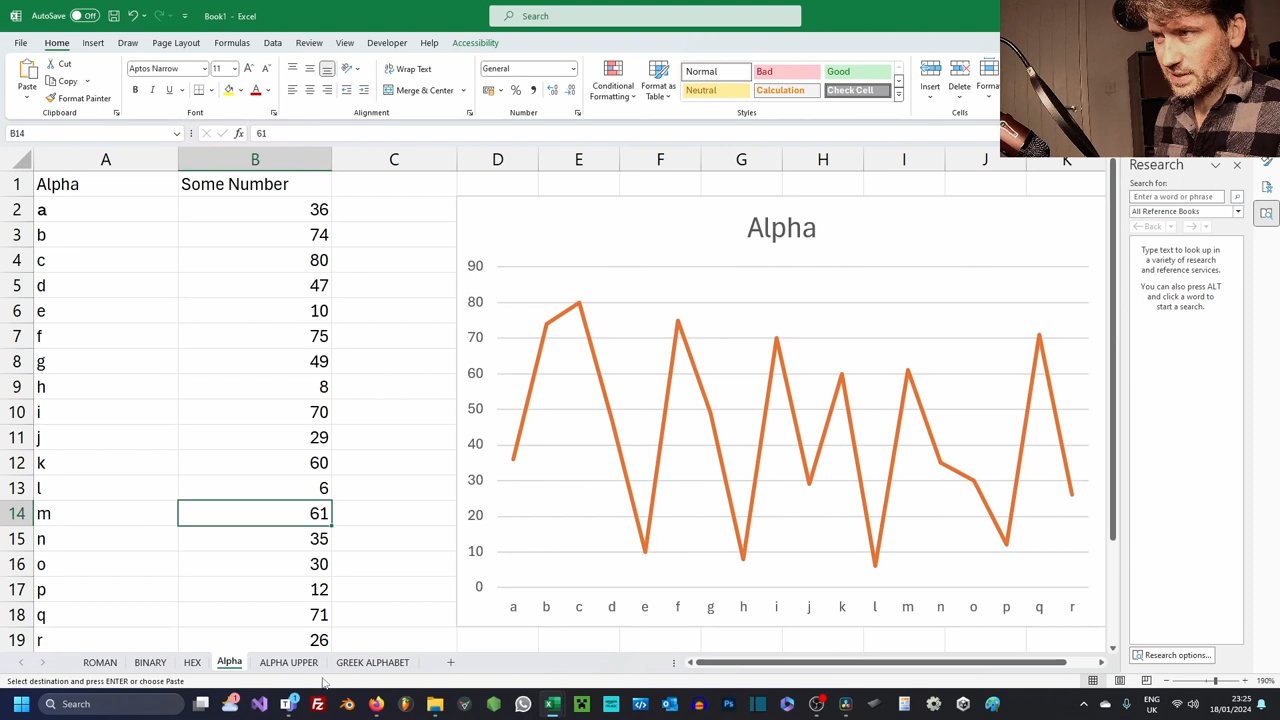 AutoSave Off Book1 - Excel Search
File Home Insert Draw Page Layout Formulas Data Review View Developer Help Accessibility
Paste Cut Copy Format Painter Clipboard
Aptos Narrow 11 B I U A Font
Wrap Text Merge & Center Alignment
General % Number
Conditional Formatting Format as Table
Normal Bad Good
Neutral Calculation Check Cell
Styles
Insert Delete Format
Cells
B14 fx 61
A B C D E F G H I J K
1 Alpha Some Number
2 a 36
3 b 74
4 c 80
5 d 47
6 e 10
7 f 75
8 g 49
9 h 8
10 i 70
11 j 29
12 k 60
13 l 6
14 m 61
15 n 35
16 o 30
17 p 12
18 q 71
19 r 26
Alpha
90
80
70
60
50
40
30
20
10
0
a b c d e f g h i j k l m n o p q r
Research
Search for:
Enter a word or phrase
All Reference Books
Back
Type text to look up in
a variety of research
and reference services.
You can also press ALT
and click a word to
start a search.
Research options...
ROMAN BINARY HEX Alpha ALPHA UPPER GREEK ALPHABET
Select destination and press ENTER or choose Paste
190%
Search
ENG
UK
23:25
18/01/2024